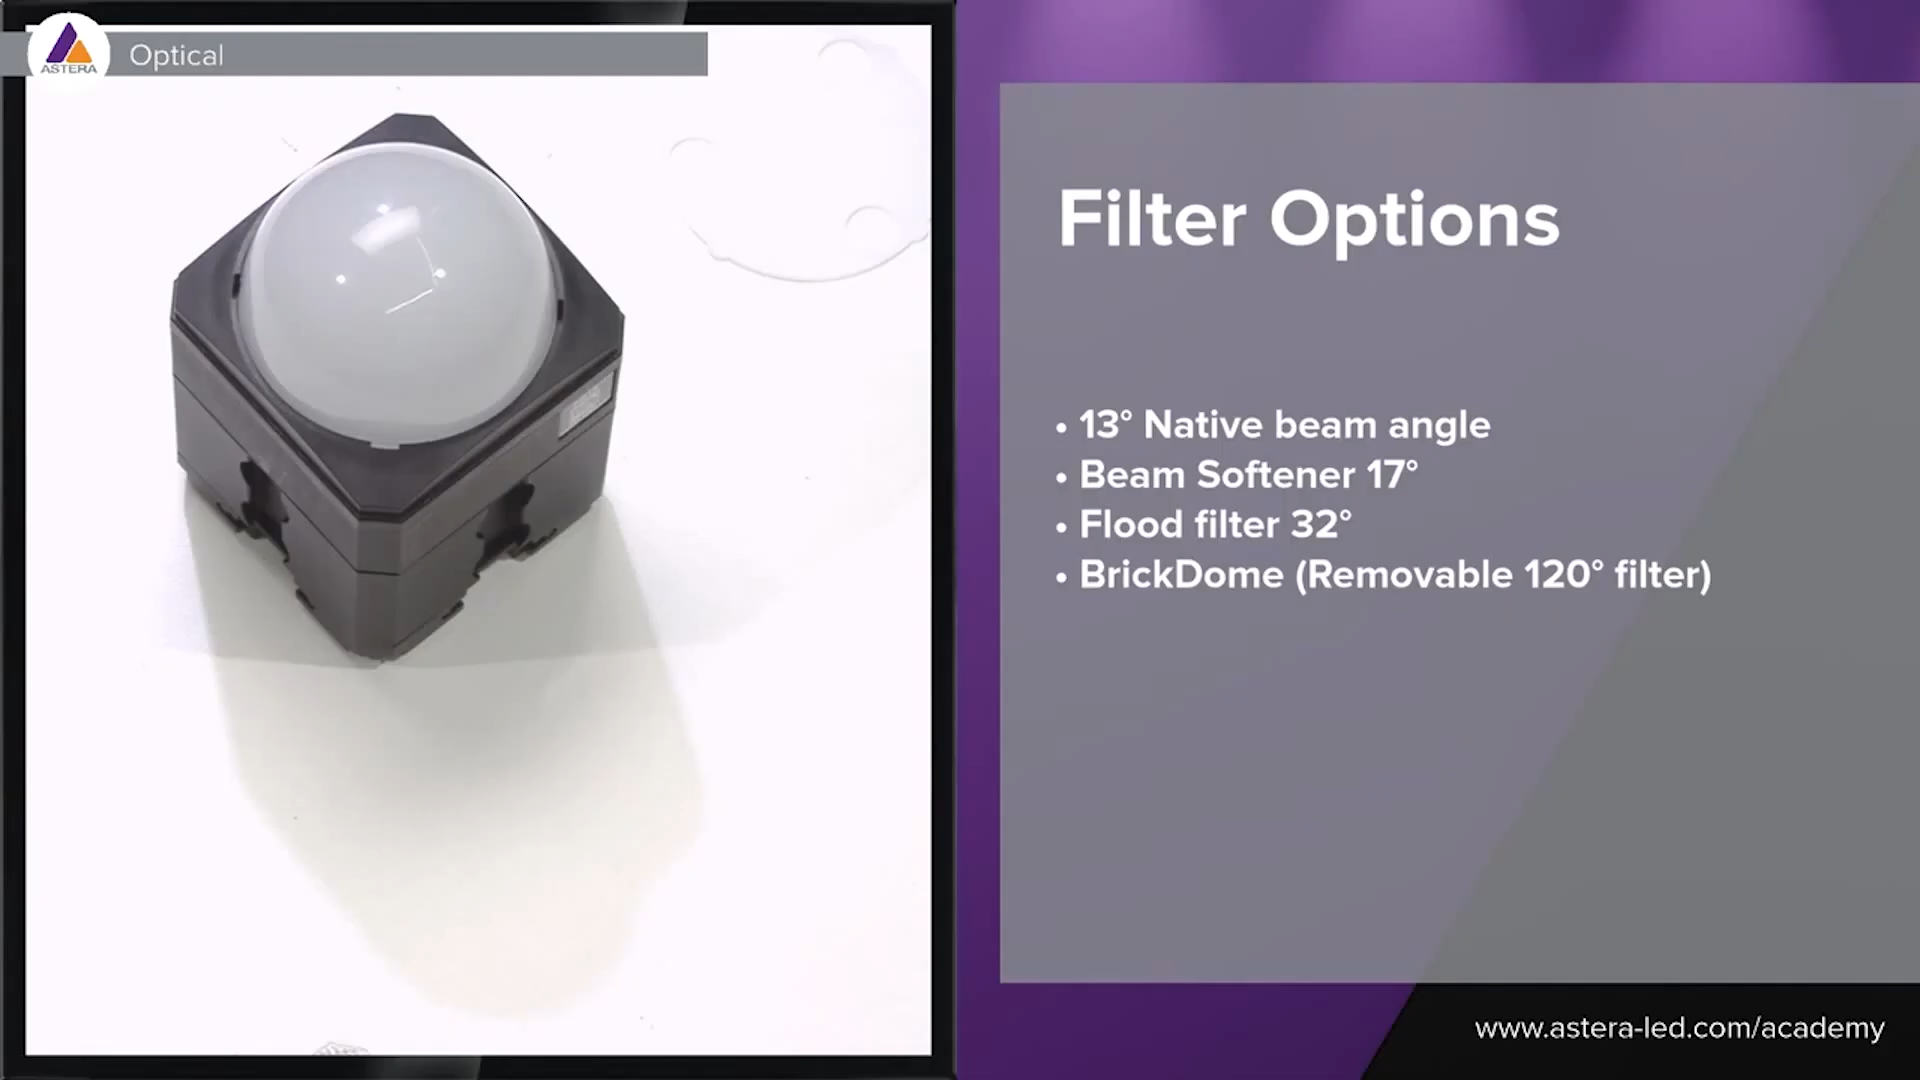 ASTERA
Optical
Filter Options
• 13° Native beam angle
• Beam Softener 17°
• Flood filter 32°
• BrickDome (Removable 120° filter)
www.astera-led.com/academy